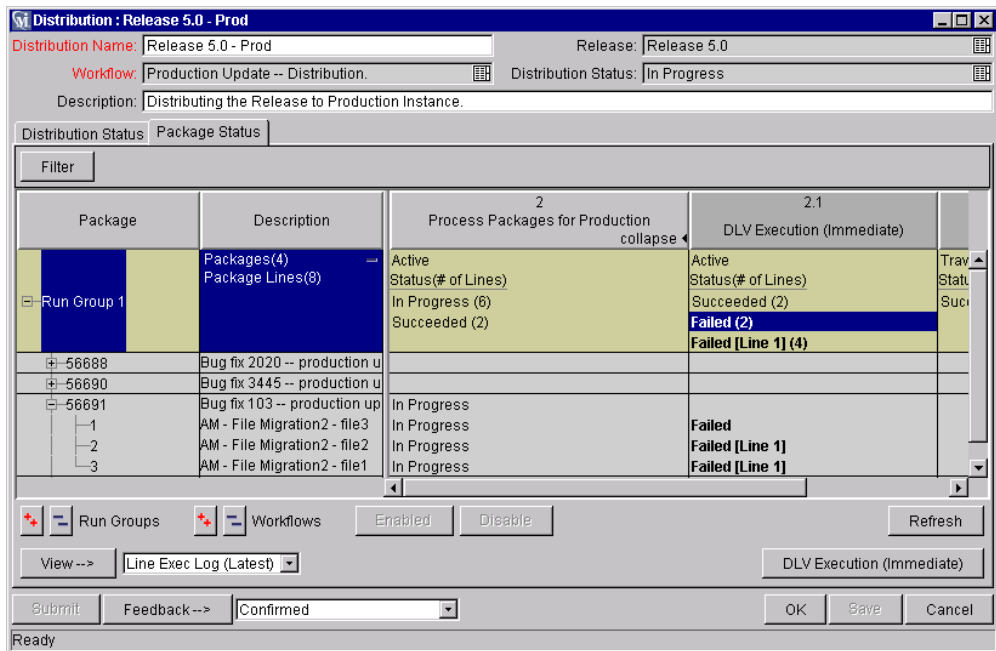 Distribution : Release 5.0 - Prod
Distribution Name: Release 5.0 - Prod Release: Release 5.0
Workflow: Production Update -- Distribution. Distribution Status: In Progress
Description: Distributing the Release to Production Instance.
Distribution Status Package Status
Filter
Package Description 2 Process Packages for Production collapse 2.1 DLV Execution (Immediate)
Run Group 1
Packages(4)
Package Lines(8)
Active
Status(# of Lines)
In Progress (6)
Succeeded (2)
Active
Status(# of Lines)
Succeeded (2)
Failed (2)
Failed [Line 1] (4)
Trav
Statu
Suc
56688 Bug fix 2020 -- production u
56690 Bug fix 3445 -- production u
56691 Bug fix 103 -- production up In Progress
1 AM - File Migration2 - file3 In Progress Failed
2 AM - File Migration2 - file2 In Progress Failed [Line 1]
3 AM - File Migration2 - file1 In Progress Failed [Line 1]
Run Groups Workflows Enabled Disable Refresh
View --> Line Exec Log (Latest) DLV Execution (Immediate)
Submit Feedback --> Confirmed OK Save Cancel
Ready